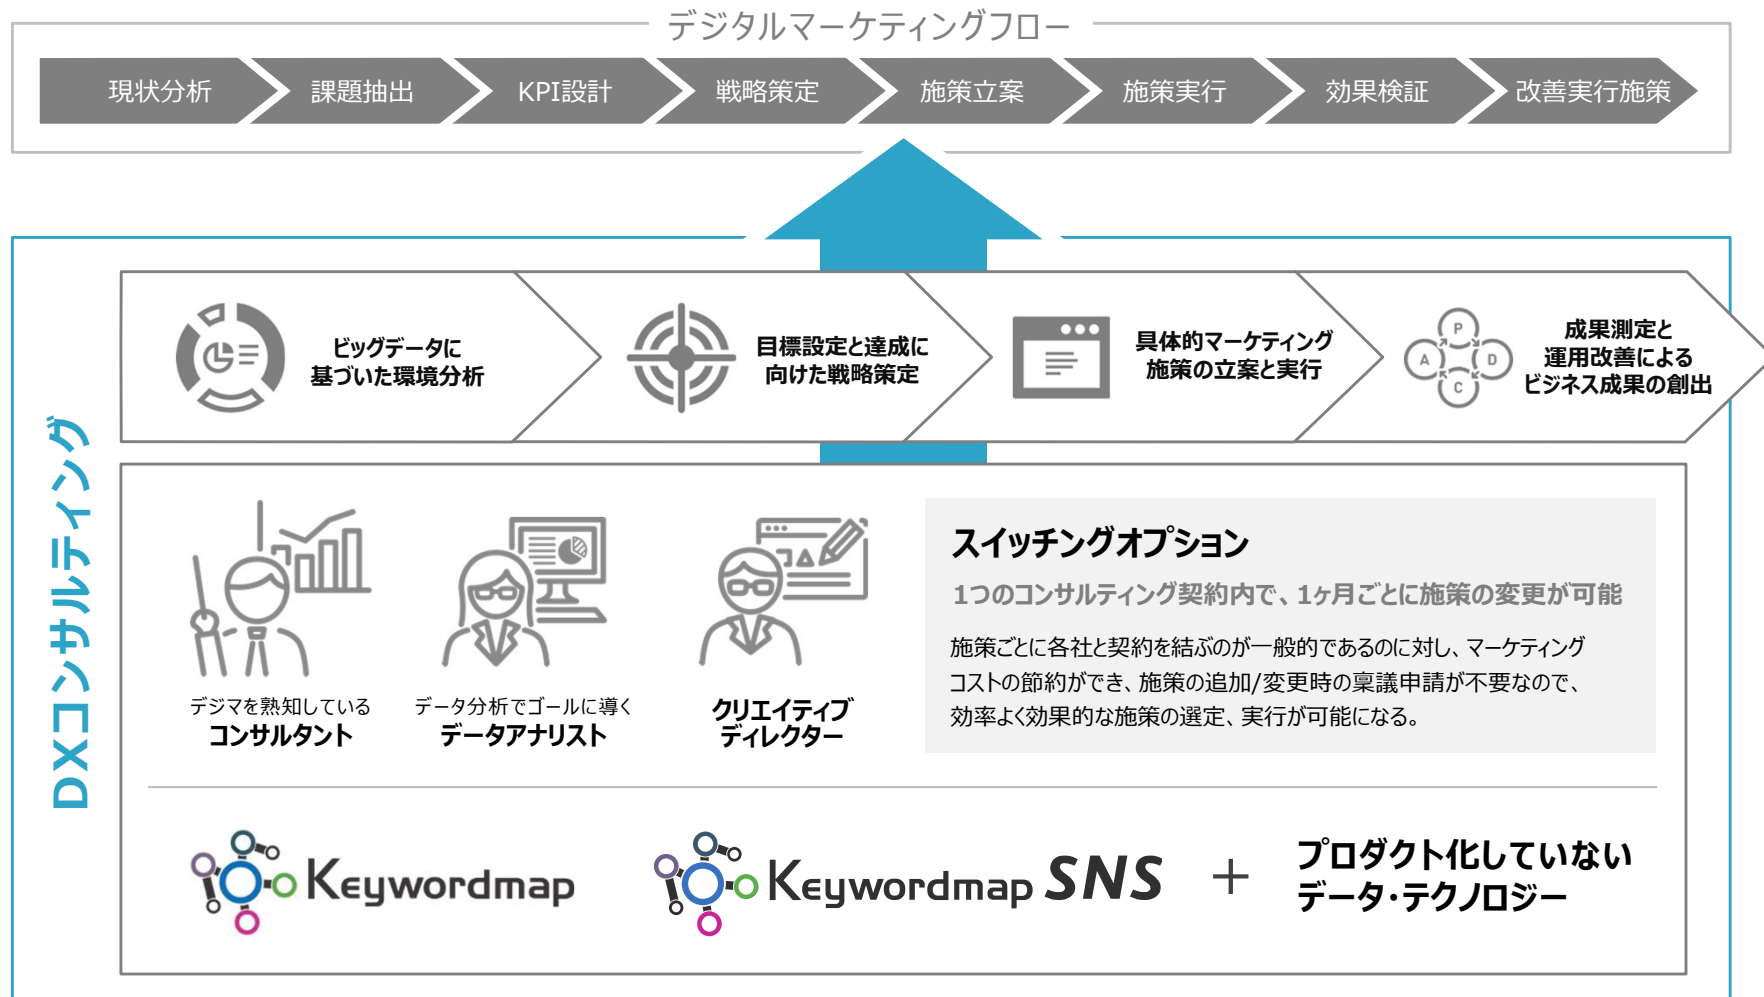 デジタルマーケティングフロー
現状分析
課題抽出
KPI設計
戦略策定
施策立案
施策実行
効果検証
改善実行施策
DXコンサルティング
ビッグデータに
基づいた環境分析
目標設定と達成に
向けた戦略策定
具体的マーケティング
施策の立案と実行
P
A
D
C
成果測定と
運用改善による
ビジネス成果の創出
デジマを熟知している
コンサルタント
データ分析でゴールに導く
データアナリスト
クリエイティブ
ディレクター
スイッチングオプション
1つのコンサルティング契約内で、1ヶ月ごとに施策の変更が可能
施策ごとに各社と契約を結ぶのが一般的であるのに対し、マーケティング
コストの節約ができ、施策の追加/変更時の稟議申請が不要なので、
効率よく効果的な施策の選定、実行が可能になる。
Keywordmap
Keywordmap SNS
+
プロダクト化していない
データ・テクノロジー